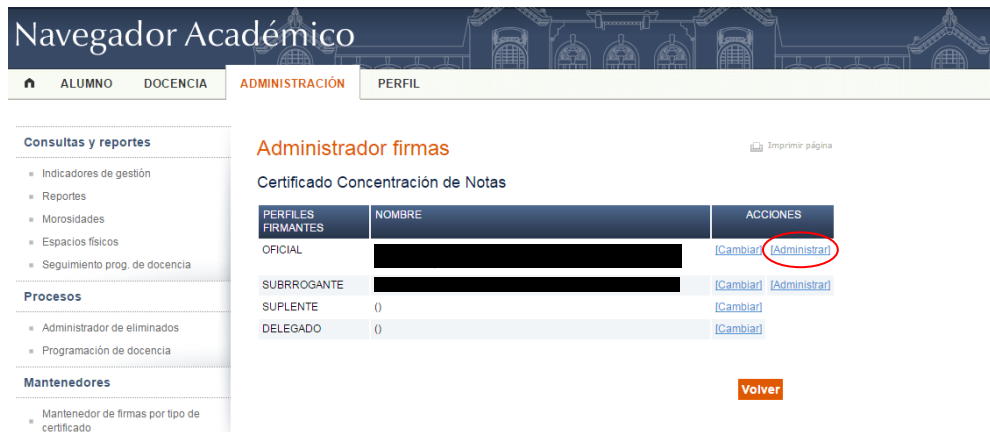 Navegador Académico
ALUMNO DOCENCIA ADMINISTRACIÓN PERFIL
Consultas y reportes
Indicadores de gestión
Reportes
Morosidades
Espacios físicos
Seguimiento prog. de docencia
Procesos
Administrador de eliminados
Programación de docencia
Mantenedores
Mantenedor de firmas por tipo de
certificado
Administrador firmas
Imprimir página
Certificado Concentración de Notas
PERFILES FIRMANTES NOMBRE ACCIONES
OFICIAL [Cambiar] [Administrar]
SUBRROGANTE [Cambiar] [Administrar]
SUPLENTE () [Cambiar]
DELEGADO () [Cambiar]
Volver